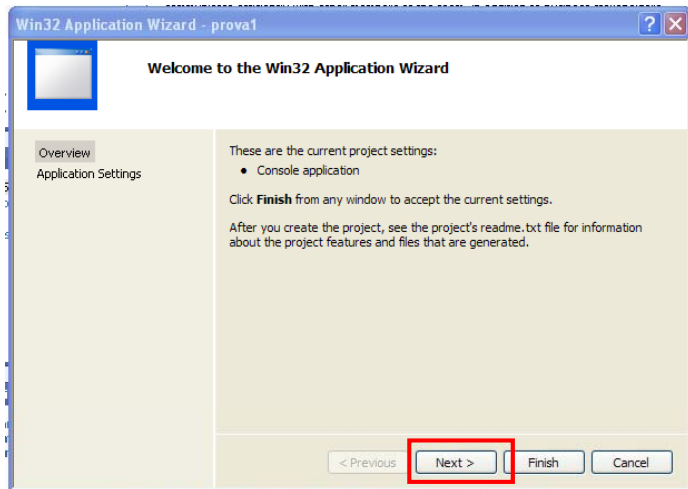 Win32 Application Wizard - prova1
Welcome to the Win32 Application Wizard
Overview
Application Settings
These are the current project settings:
• Console application
Click Finish from any window to accept the current settings.
After you create the project, see the project's readme.txt file for information
about the project features and files that are generated.
< Previous Next > Finish Cancel